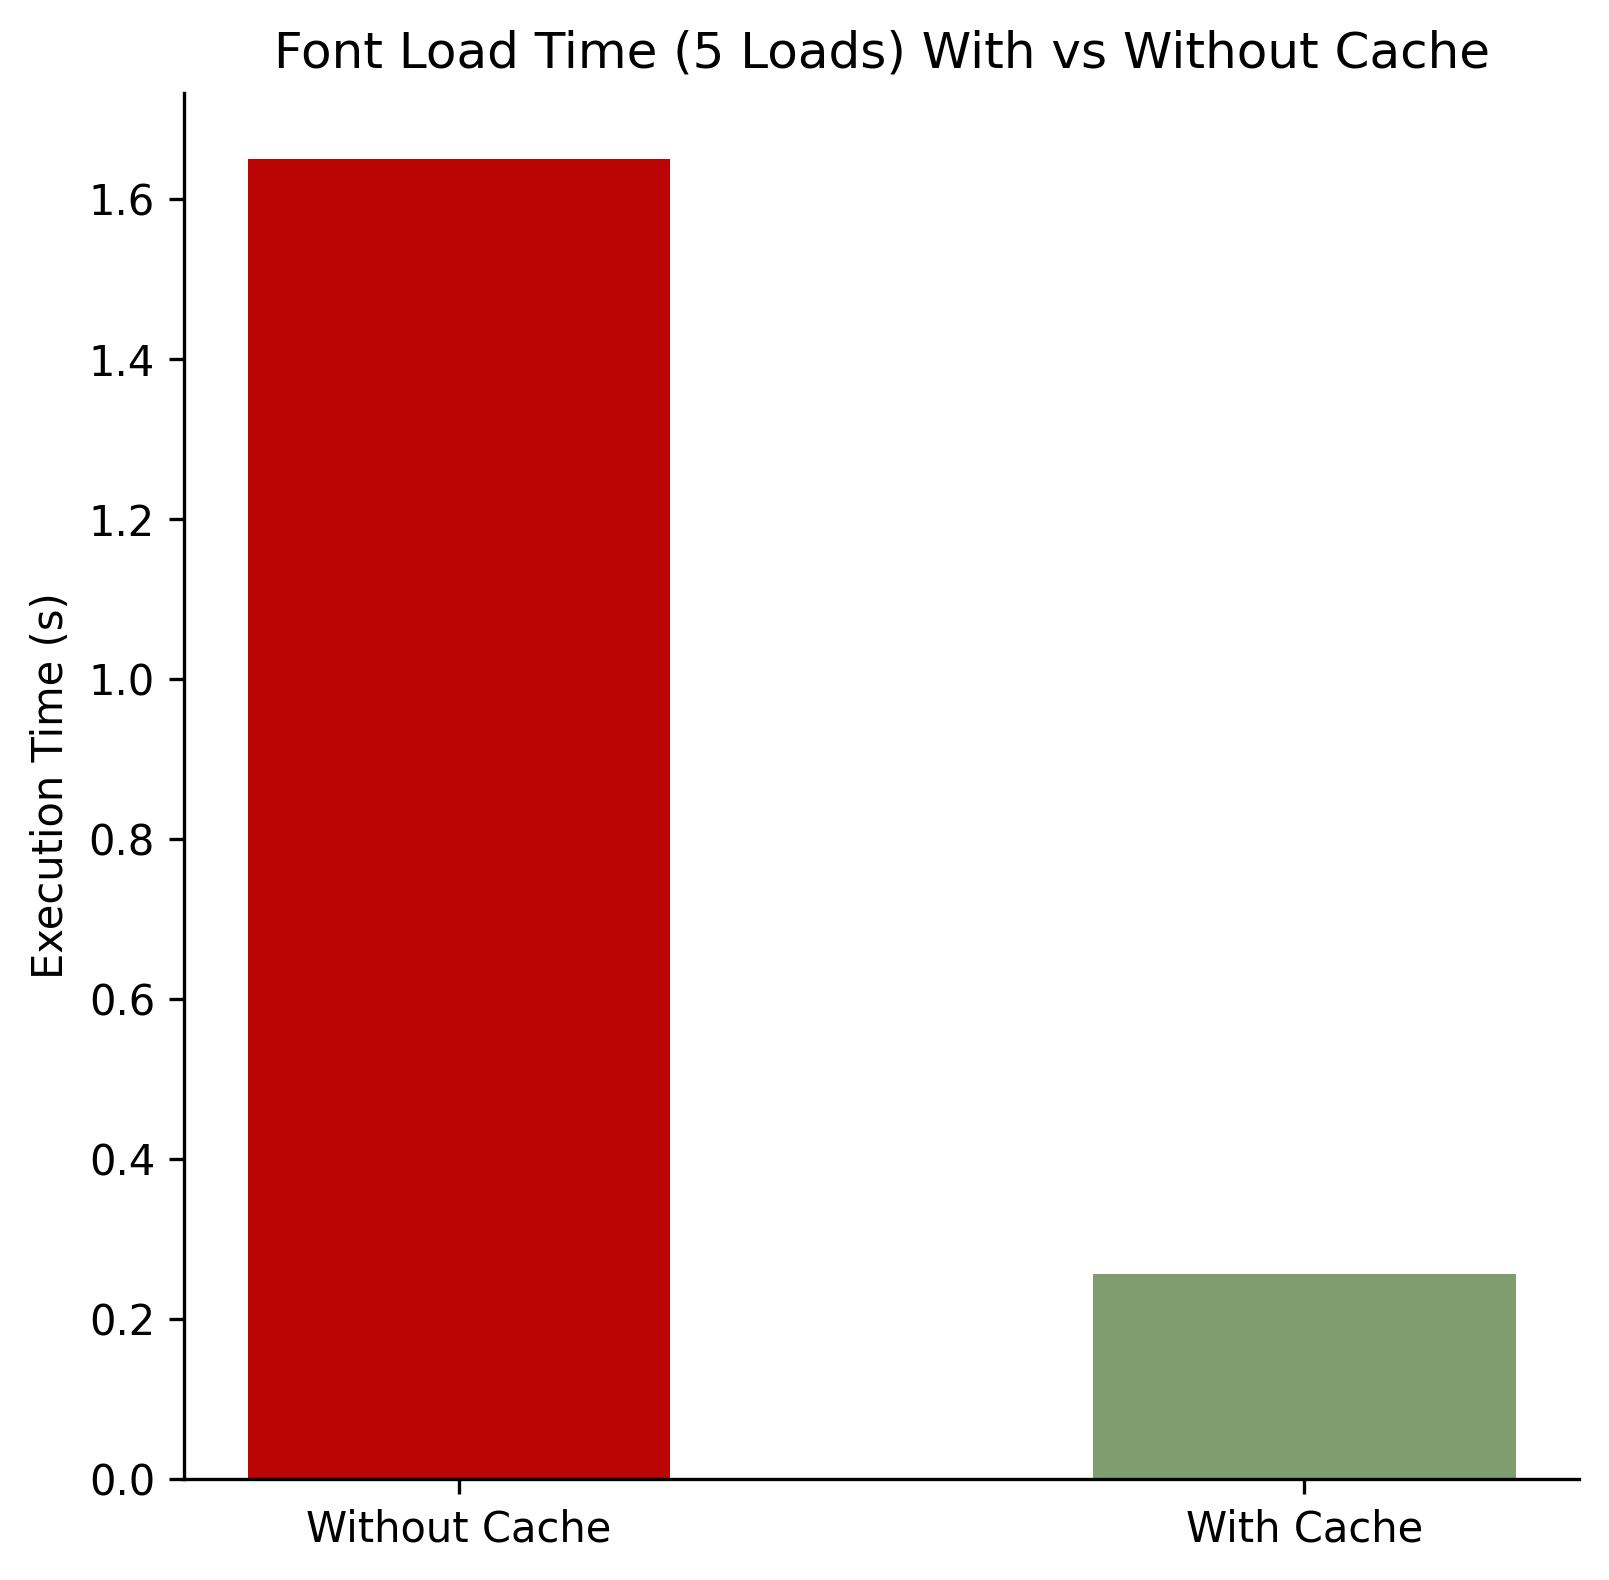 Font Load Time (5 Loads) With vs Without Cache
Execution Time (s)
1.6
1.4
1.2
1.0
0.8
0.6
0.4
0.2
0.0
Without Cache
With Cache